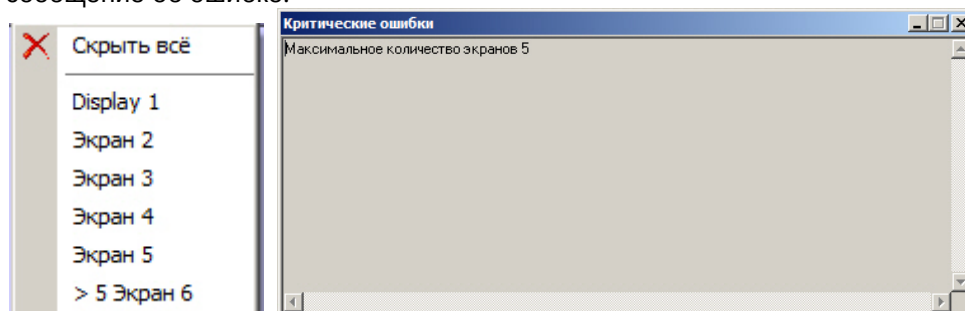 сообщение об ошибке.
Скрыть всё
Display 1
Экран 2
Экран 3
Экран 4
Экран 5
> 5 Экран 6
Критические ошибки
Максимальное количество экранов 5